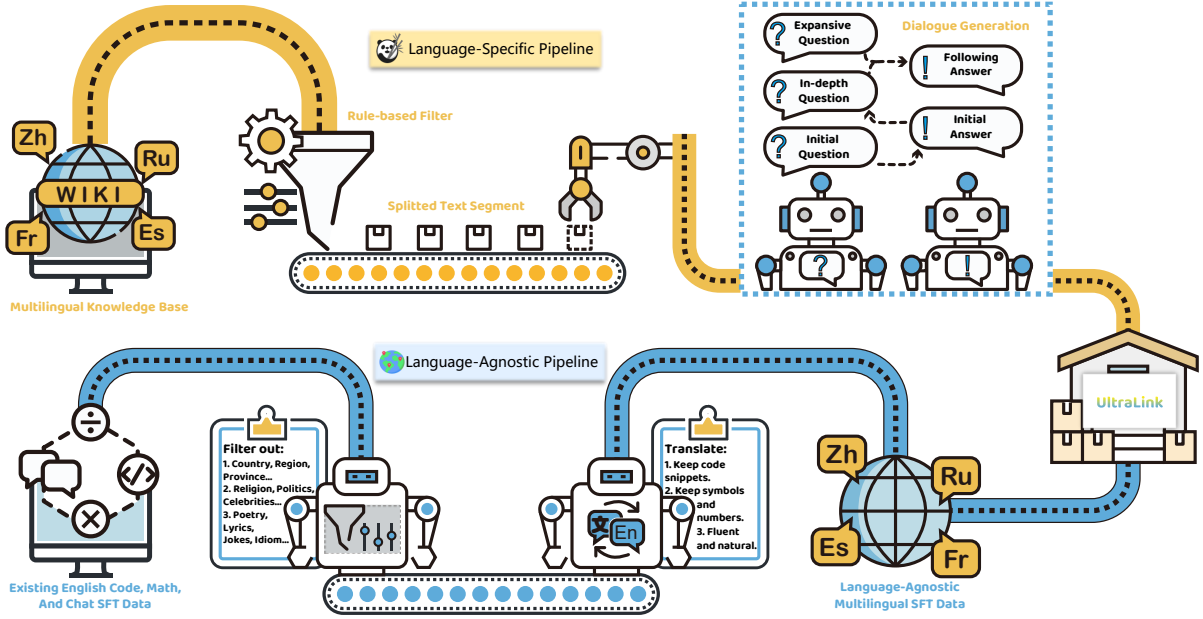 Language-Specific Pipeline
Zh
Ru
WIKI
Fr
Es
Multilingual Knowledge Base
Rule-based Filter
Splitted Text Segment
Dialogue Generation
?
Expansive
Question
!
Following
Answer
?
In-depth
Question
!
Initial
Answer
?
Initial
Question
?
!
Language-Agnostic Pipeline
÷
</>
×
Existing English Code, Math,
And Chat SFT Data
Filter out:
1. Country, Region,
Province...
2. Religion, Politics,
Celebrities...
3. Poetry,
Lyrics,
Jokes, Idiom...
Translate:
1. Keep code
snippets.
2. Keep symbols
and
numbers.
3. Fluent
and natural.
文
En
Zh
Ru
Es
Fr
Language-Agnostic
Multilingual SFT Data
UltraLink